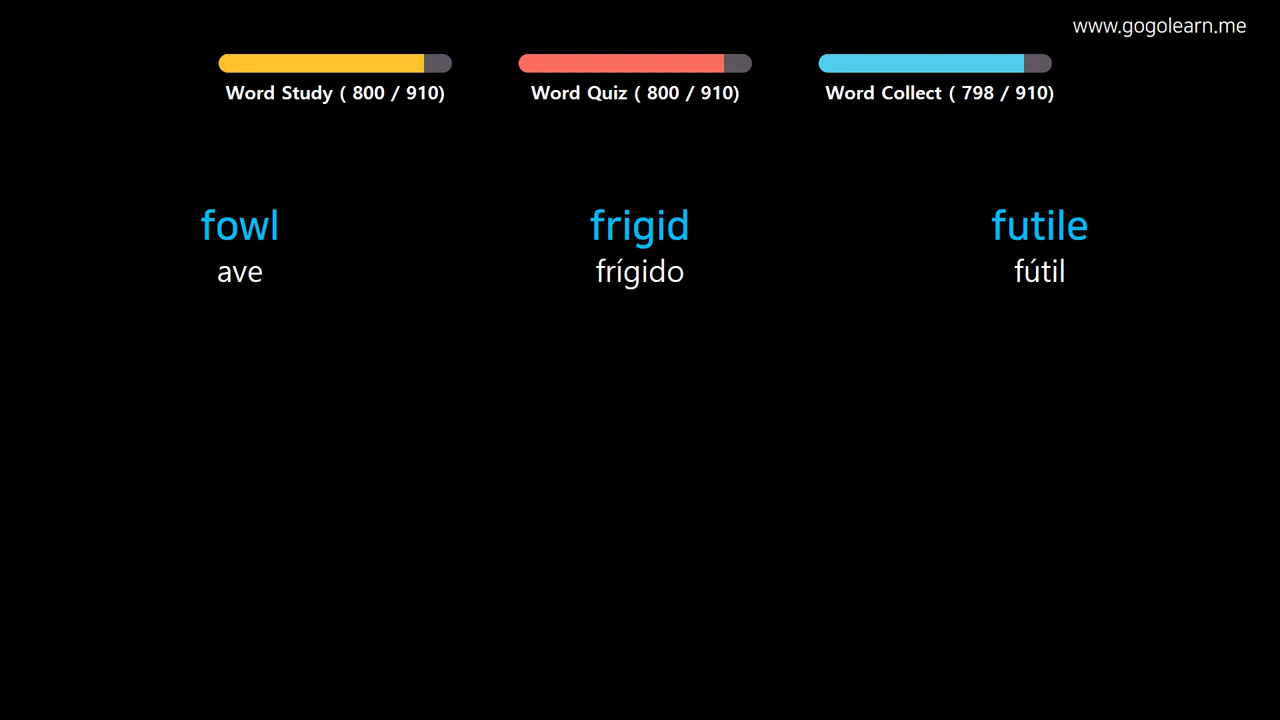 www.gogolearn.me
Word Study ( 800 / 910)
Word Quiz ( 800 / 910)
Word Collect ( 798 / 910)
fowl
ave
frigid
frígido
futile
fútil